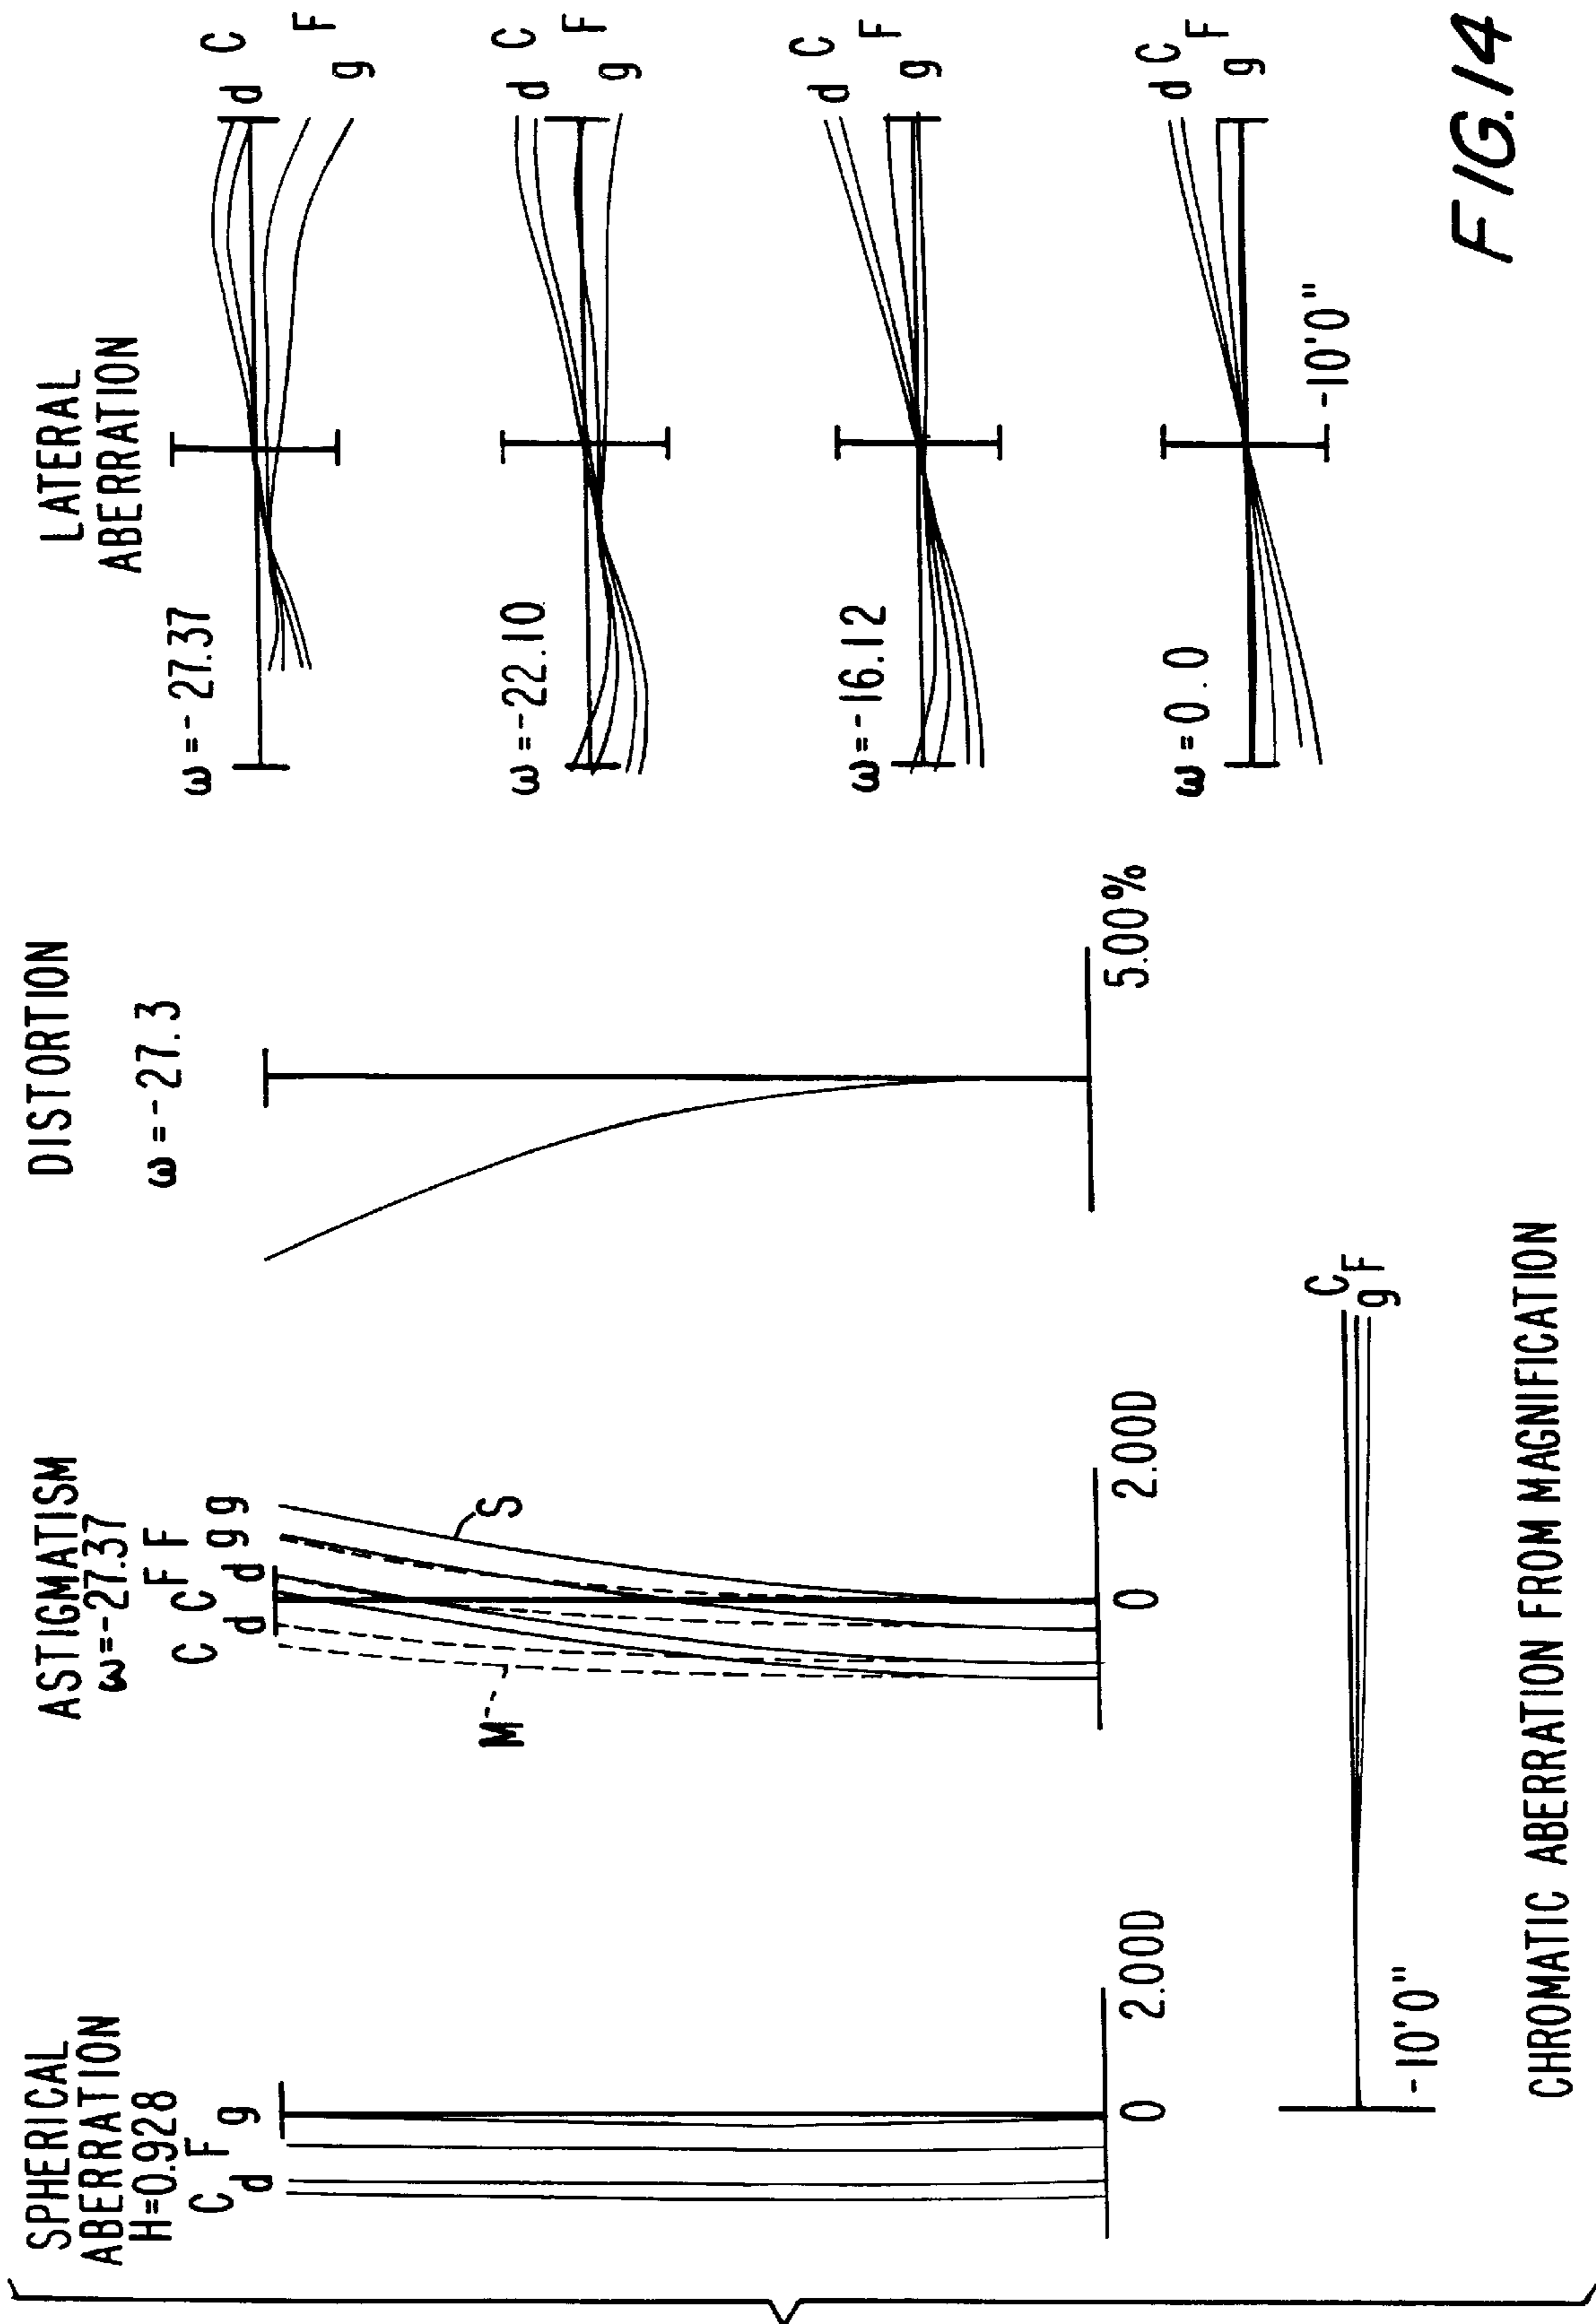 SPHERICAL
ABERRATION
H=0.928
C d F g
0 2.00D
ASTIGMATISM
ω=-27.37
C d C F d F g g
M
S
0 2.00D
DISTORTION
ω=-27.3
5.00%
LATERAL
ABERRATION
ω=-27.37
d C
g F
ω=-22.10
d C
g F
ω=-16.12
d C
g F
ω=0.0
d C
g F
-10'0"
-10'0"
C
g F
CHROMATIC ABERRATION FROM MAGNIFICATION
FIG.14